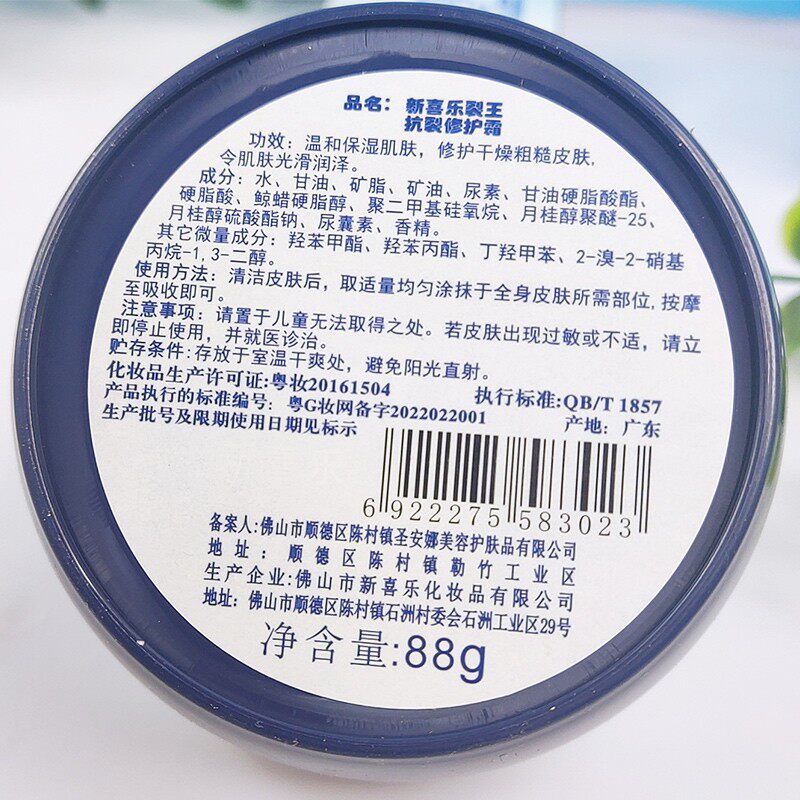 品名：新喜乐裂王
抗裂修护霜
功效：温和保湿肌肤，修护干燥粗糙皮肤，
令肌肤光滑润泽。
成分：水、甘油、矿脂、矿油、尿素、甘油硬脂酸酯、
硬脂酸、鲸蜡硬脂醇、聚二甲基硅氧烷、月桂醇聚醚-25、
月桂醇硫酸酯钠、尿囊素、香精。
其它微量成分：羟苯甲酯、羟苯丙酯、丁羟甲苯、2-溴-2-硝基
丙烷-1,3-二醇。
使用方法：清洁皮肤后，取适量均匀涂抹于全身皮肤所需部位,按摩
至吸收即可。
注意事项：请置于儿童无法取得之处。若皮肤出现过敏或不适，请立
即停止使用，并就医诊治。
贮存条件:存放于室温干爽处，避免阳光直射。
化妆品生产许可证:粤妆20161504 执行标准:QB/T 1857
产品执行的标准编号：粤G妆网备字2022022001 产地：广东
生产批号及限期使用日期见标示
6 922275 583023
备案人:佛山市顺德区陈村镇圣安娜美容护肤品有限公司
地址：顺德区陈村镇勒竹工业区
生产企业:佛山市新喜乐化妆品有限公司
地址：佛山市顺德区陈村镇石洲村委会石洲工业区29号
净含量:88g